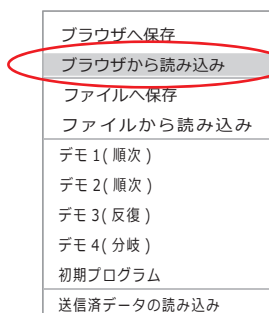 ブラウザへ保存
ブラウザから読み込み
ファイルへ保存
ファイルから読み込み
デモ1(順次)
デモ2(順次)
デモ3(反復)
デモ4(分岐)
初期プログラム
送信済データの読み込み